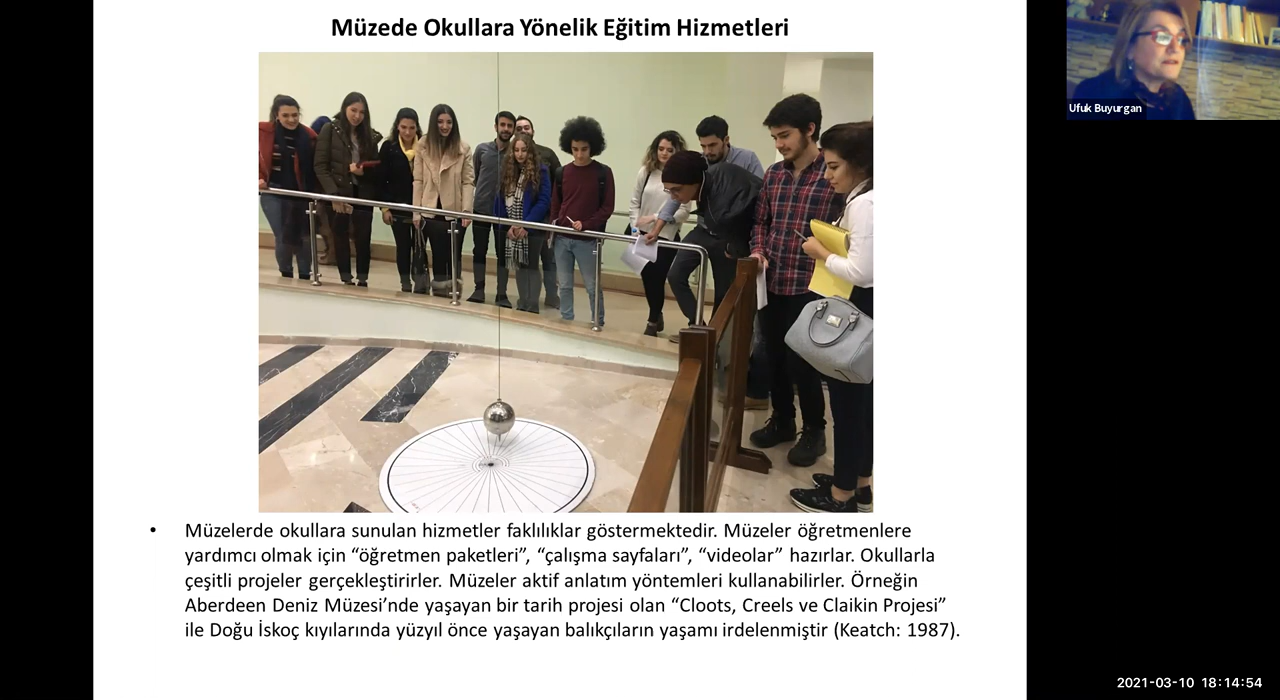 Müzede Okullara Yönelik Eğitim Hizmetleri
Ufuk Buyurgan
• Müzelerde okullara sunulan hizmetler faklılıklar göstermektedir. Müzeler öğretmenlere
yardımcı olmak için “öğretmen paketleri”, “çalışma sayfaları”, “videolar” hazırlar. Okullarla
çeşitli projeler gerçekleştirirler. Müzeler aktif anlatım yöntemleri kullanabilirler. Örneğin
Aberdeen Deniz Müzesi’nde yaşayan bir tarih projesi olan “Cloots, Creels ve Claikin Projesi”
ile Doğu İskoç kıyılarında yüzyıl önce yaşayan balıkçıların yaşamı irdelenmiştir (Keatch: 1987).
2021-03-10 18:14:54